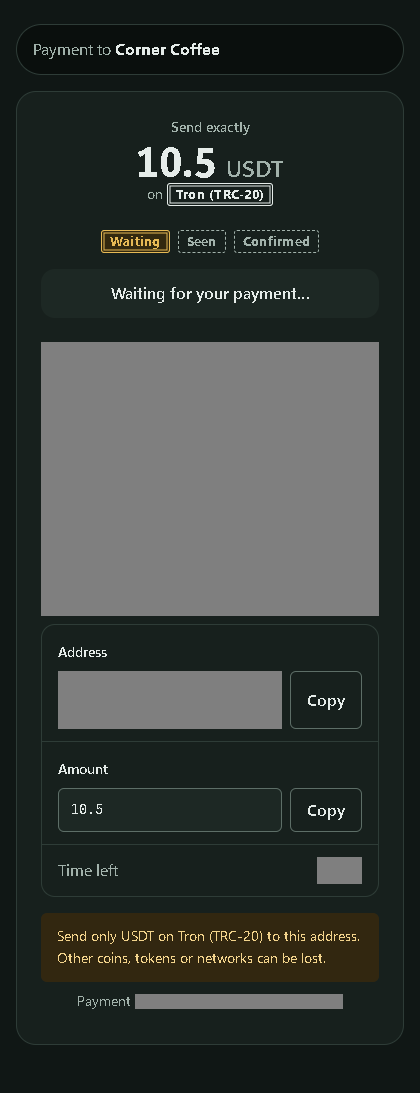 Payment to Corner Coffee
Send exactly
10.5 USDT
on Tron (TRC-20)
Waiting Seen Confirmed
Waiting for your payment...
Address
Copy
Amount
10.5 Copy
Time left
Send only USDT on Tron (TRC-20) to this address.
Other coins, tokens or networks can be lost.
Payment